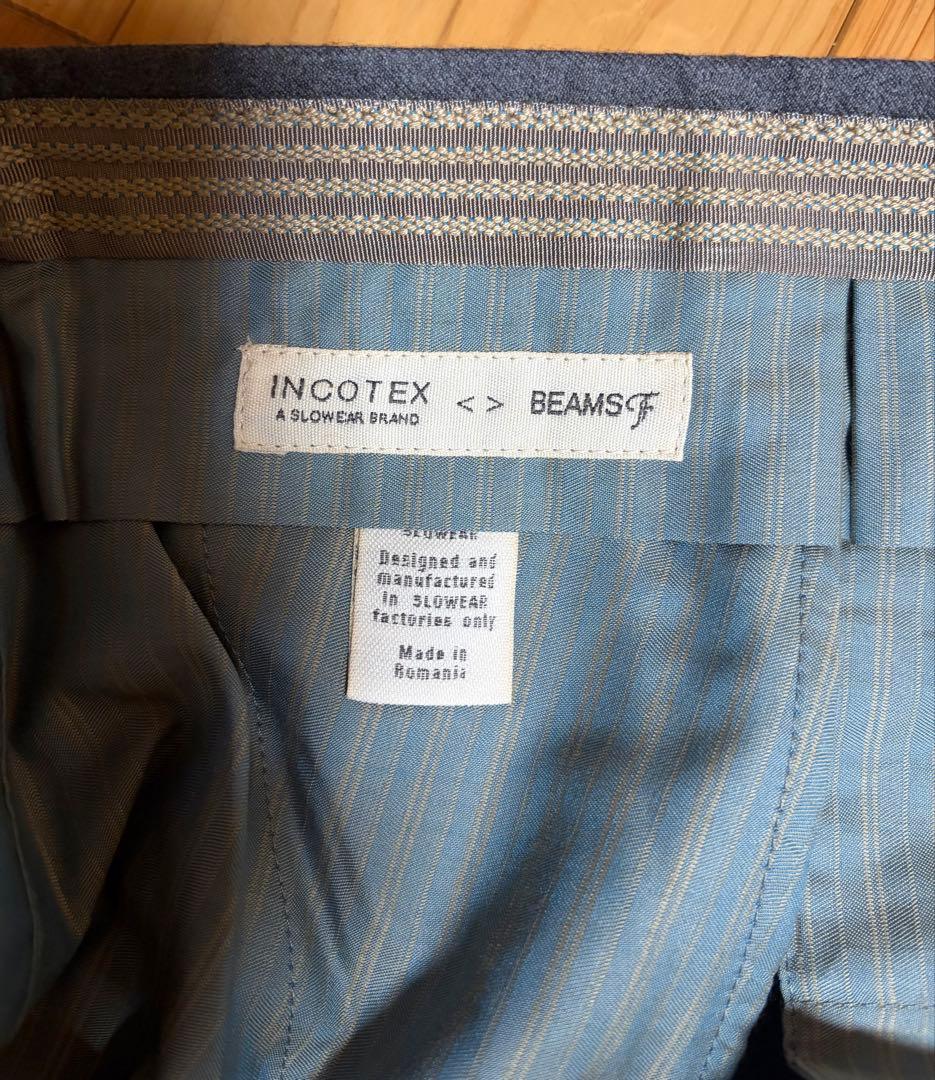 INCOTEX <> BEAMS F
A SLOWEAR BRAND
SLOWEAR
Designed and
manufactured
in SLOWEAR
factories only
Made in
Romania